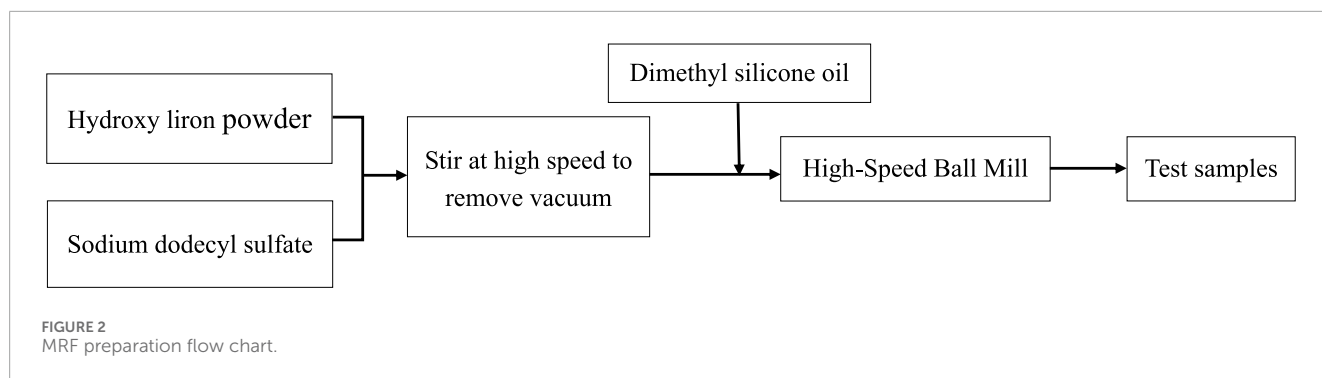 Dimethyl silicone oil
Hydroxy liron powder
Stir at high speed to
remove vacuum
High-Speed Ball Mill
Test samples
Sodium dodecyl sulfate
FIGURE 2
MRF preparation flow chart.